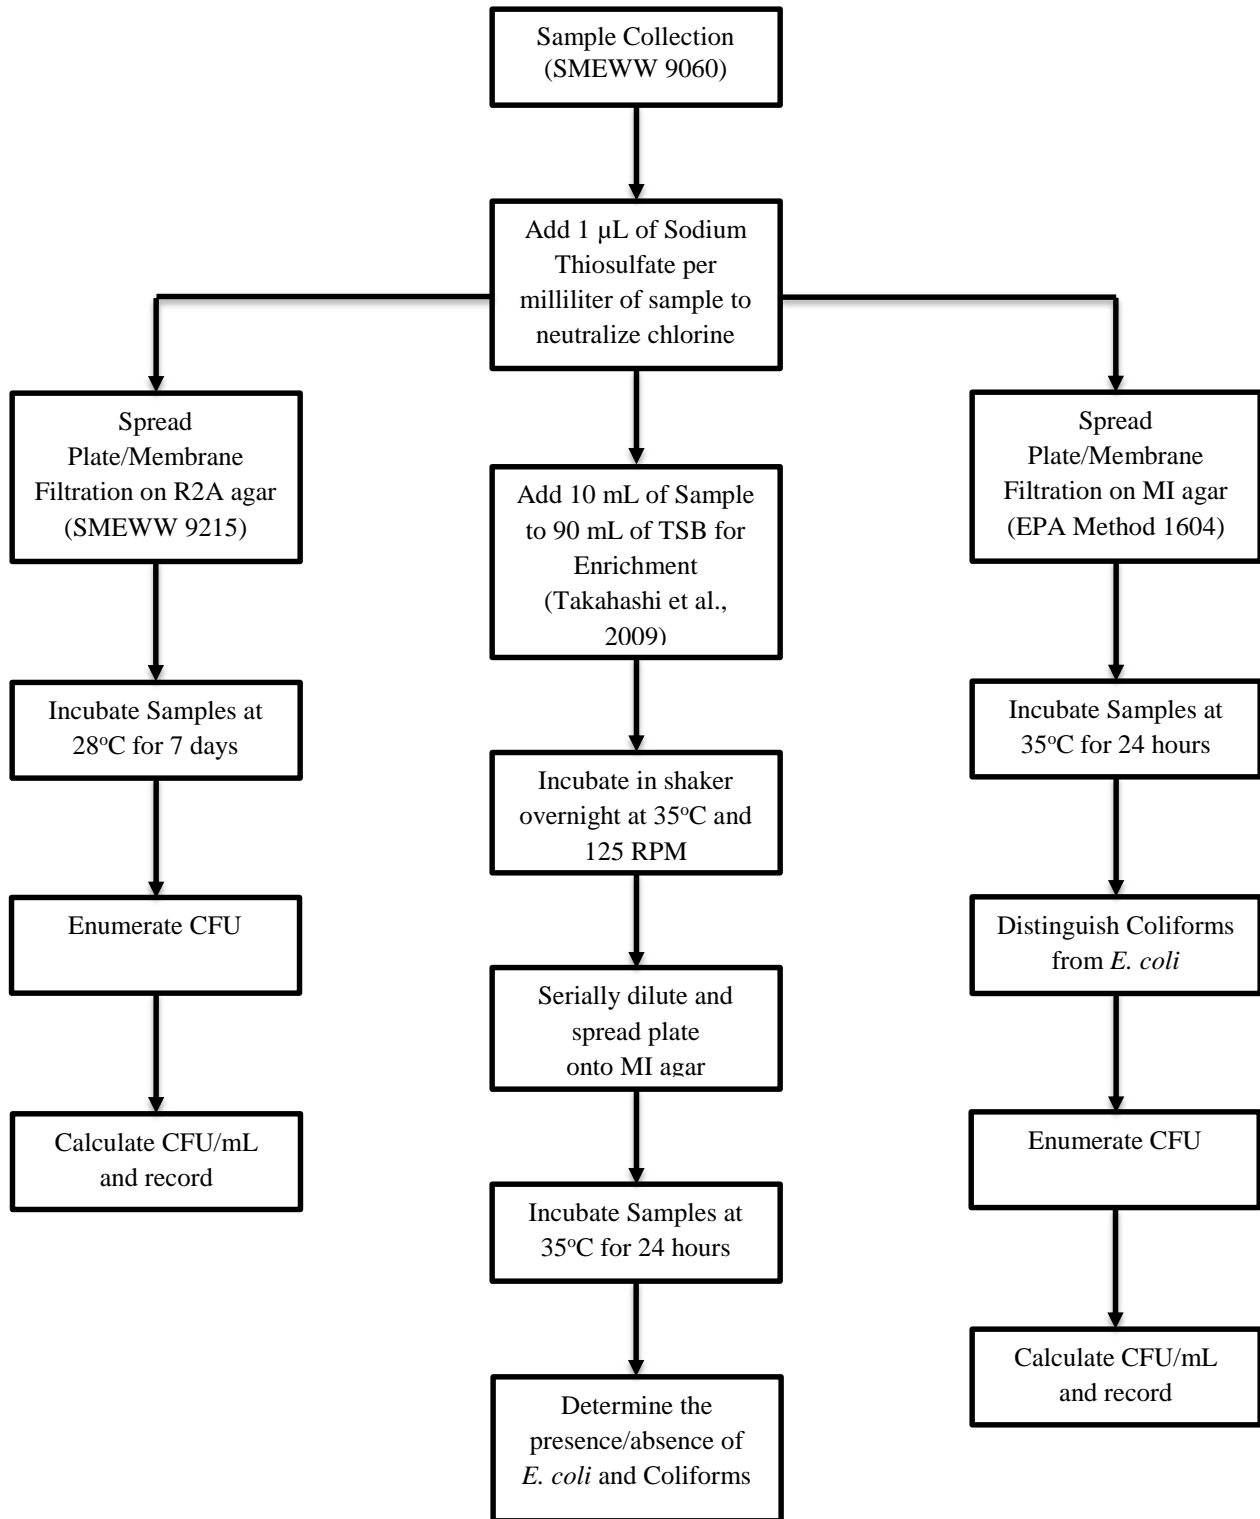 Sample Collection
(SMEWW 9060)
Add 1 µL of Sodium
Thiosulfate per
milliliter of sample to
neutralize chlorine
Spread
Plate/Membrane
Filtration on R2A agar
(SMEWW 9215)
Incubate Samples at
28°C for 7 days
Enumerate CFU
Calculate CFU/mL
and record
Add 10 mL of Sample
to 90 mL of TSB for
Enrichment
(Takahashi et al.,
2009)
Incubate in shaker
overnight at 35°C and
125 RPM
Serially dilute and
spread plate
onto MI agar
Incubate Samples at
35°C for 24 hours
Determine the
presence/absence of
E. coli and Coliforms
Spread
Plate/Membrane
Filtration on MI agar
(EPA Method 1604)
Incubate Samples at
35°C for 24 hours
Distinguish Coliforms
from E. coli
Enumerate CFU
Calculate CFU/mL
and record